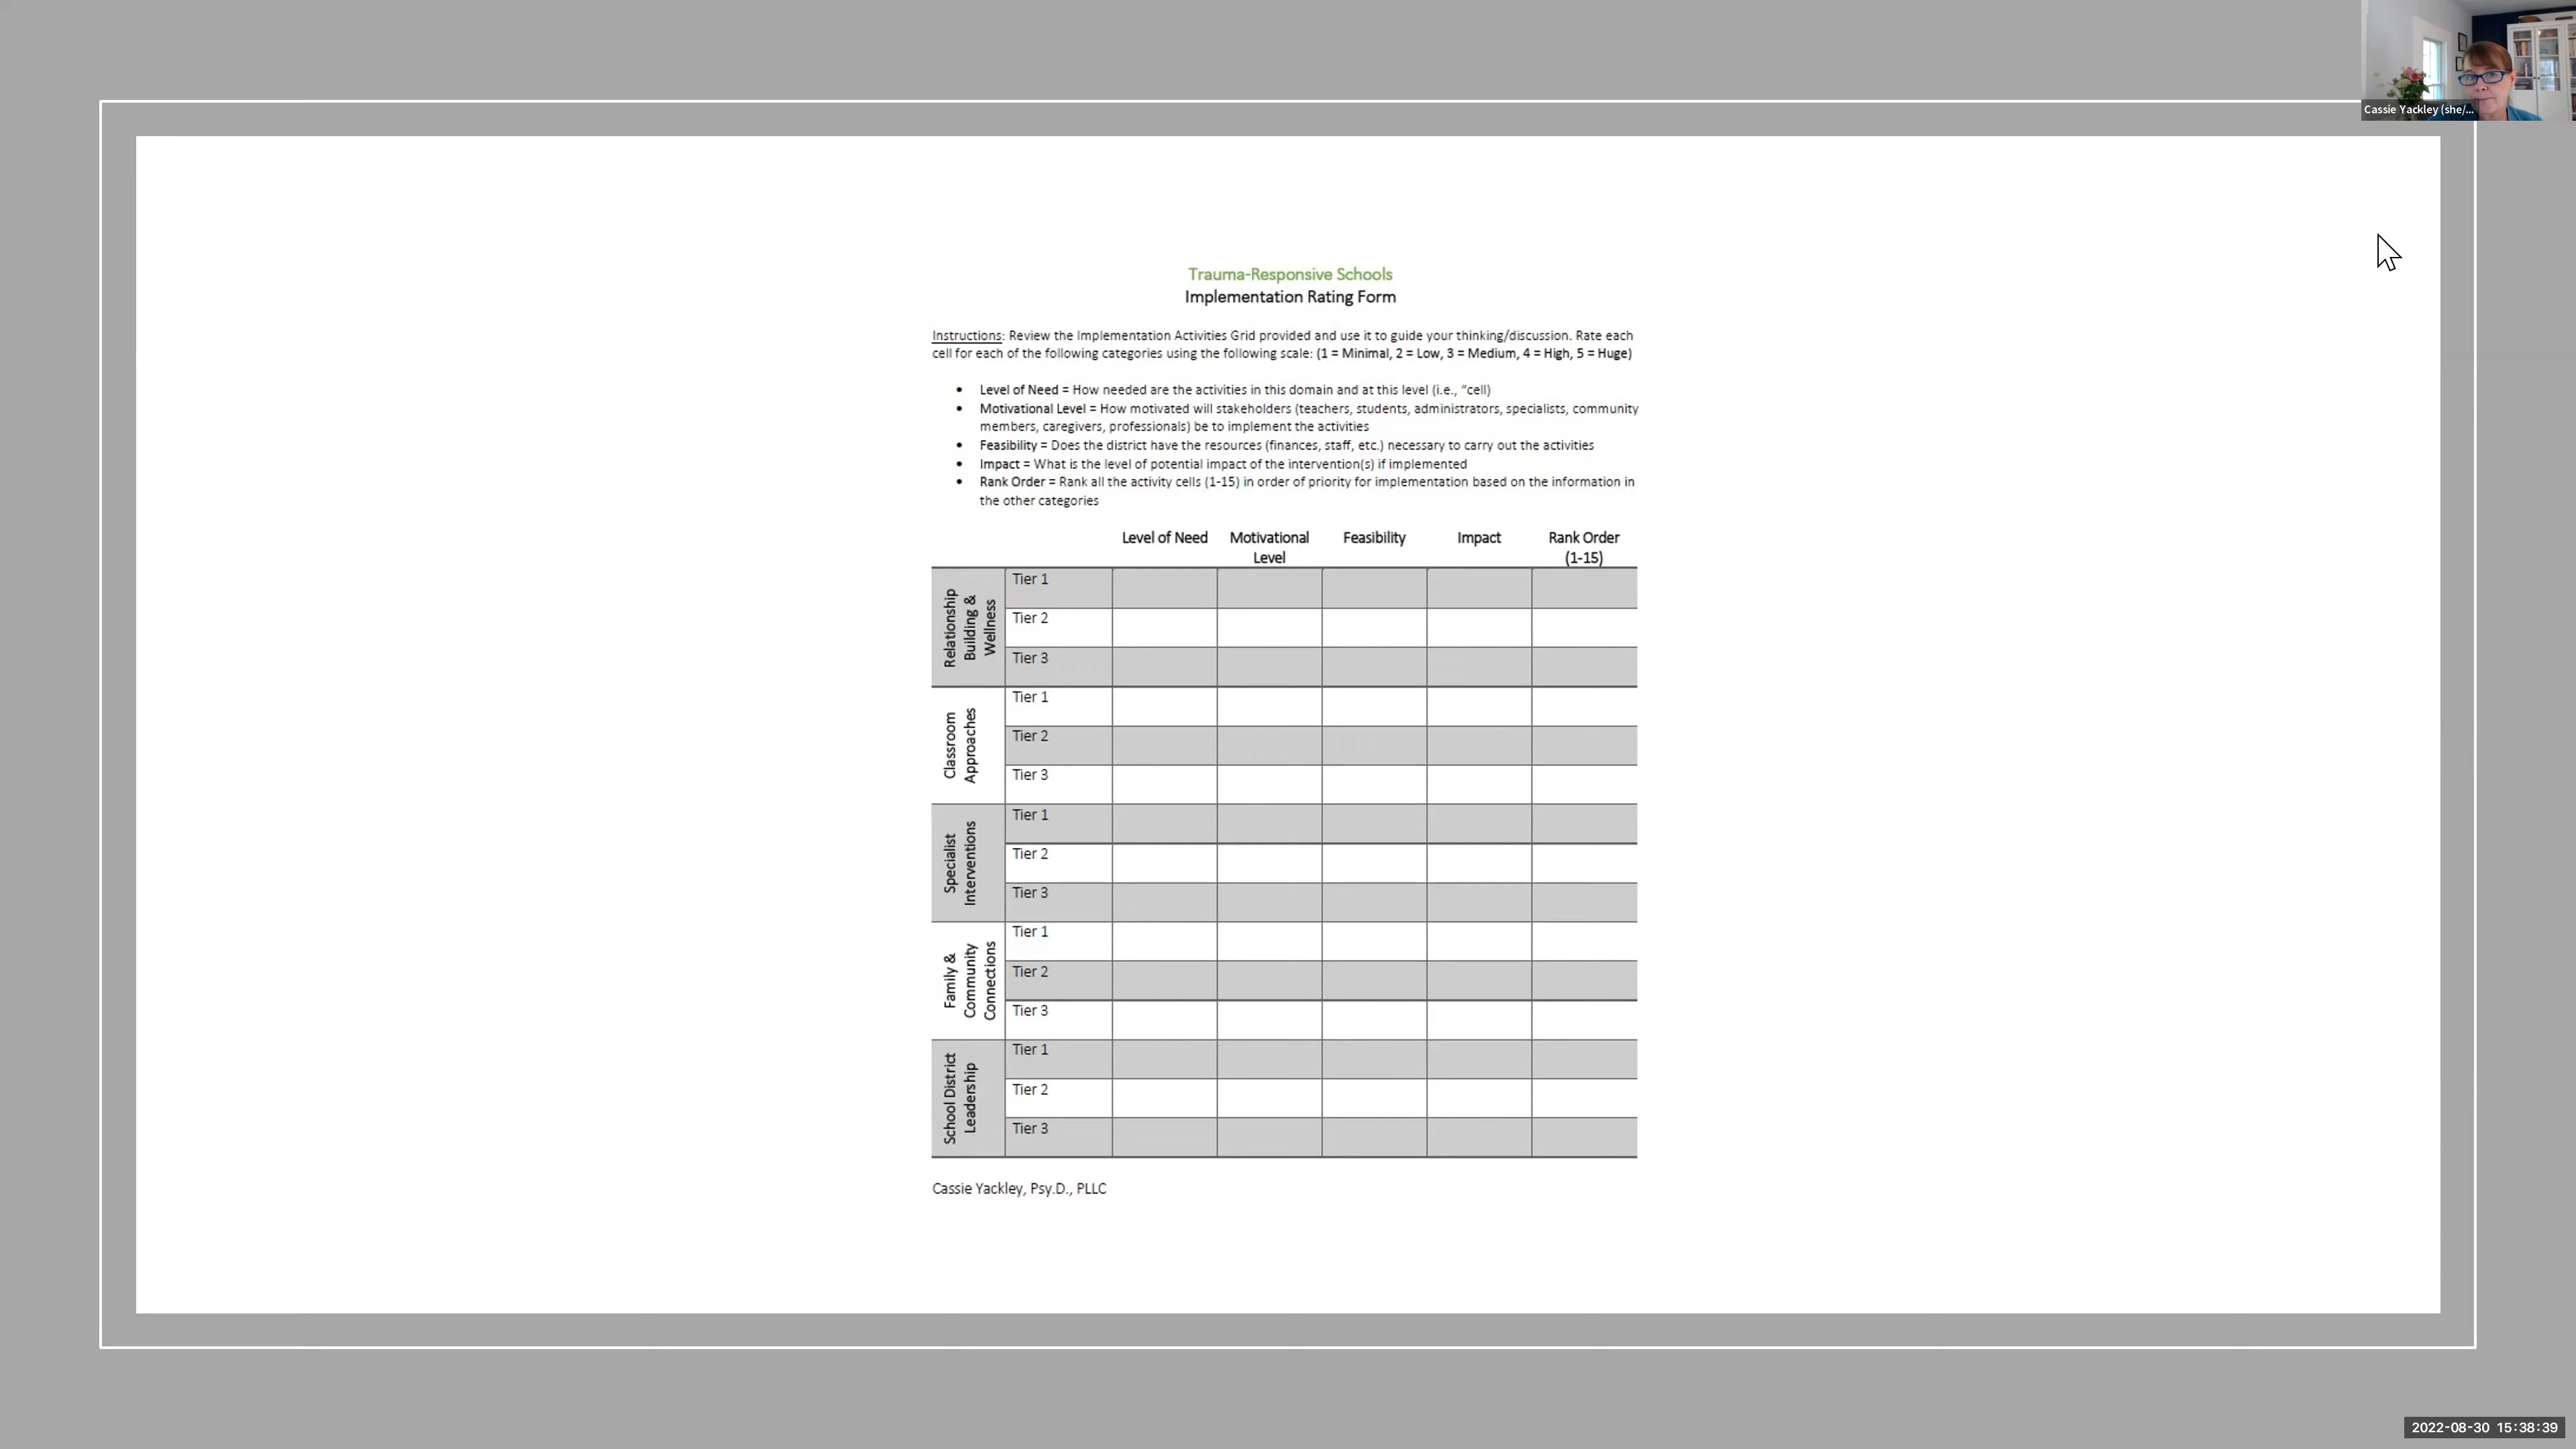 Cassie Yackley (she/...
Trauma-Responsive Schools
Implementation Rating Form
Instructions: Review the Implementation Activities Grid provided and use it to guide your thinking/discussion. Rate each
cell for each of the following categories using the following scale: (1 = Minimal, 2 = Low, 3 = Medium, 4 = High, 5 = Huge)
• Level of Need = How needed are the activities in this domain and at this level (i.e., “cell)
• Motivational Level = How motivated will stakeholders (teachers, students, administrators, specialists, community
members, caregivers, professionals) be to implement the activities
• Feasibility = Does the district have the resources (finances, staff, etc.) necessary to carry out the activities
• Impact = What is the level of potential impact of the intervention(s) if implemented
• Rank Order = Rank all the activity cells (1-15) in order of priority for implementation based on the information in
the other categories
Level of Need Motivational Feasibility Impact Rank Order
Level (1-15)
Relationship
Building &
Wellness
Tier 1
Tier 2
Tier 3
Classroom
Approaches
Tier 1
Tier 2
Tier 3
Specialist
Interventions
Tier 1
Tier 2
Tier 3
Family &
Community
Connections
Tier 1
Tier 2
Tier 3
School District
Leadership
Tier 1
Tier 2
Tier 3
Cassie Yackley, Psy.D., PLLC
2022-08-30 15:38:39